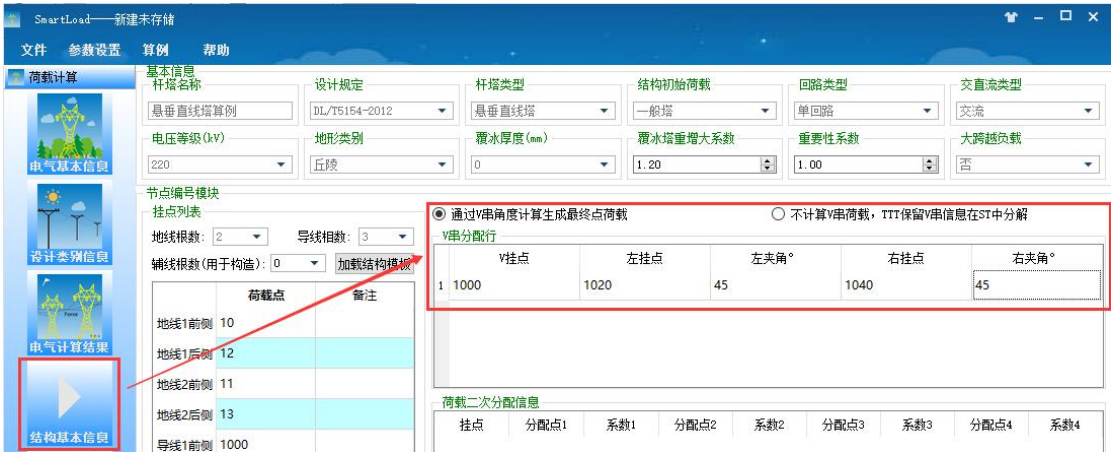 SmartLoad——新建未存储
文件 参数设置 算例 帮助
荷载计算
电气基本信息
设计类别信息
Force
电气计算结果
结构基本信息
基本信息
杆塔名称 设计规定 杆塔类型 结构初始荷载 回路类型 交直流类型
悬垂直线塔算例 DL/T5154-2012 悬垂直线塔 一般塔 单回路 交流
电压等级(kV) 地形类别 覆冰厚度(mm) 覆冰塔重增大系数 重要性系数 大跨越负载
220 丘陵 0 1.20 1.00 否
节点编号模块
挂点列表
地线根数: 2 导线相数: 3
辅线根数(用于构造): 0 加载结构模板
荷载点 备注
地线1前侧 10
地线1后侧 12
地线2前侧 11
地线2后侧 13
导线1前侧 1000
通过V串角度计算生成最终点荷载 不计算V串荷载，TTT保留V串信息在ST中分解
V串分配行
V挂点 左挂点 左夹角° 右挂点 右夹角°
1 1000 1020 45 1040 45
荷载二次分配信息
挂点 分配点1 系数1 分配点2 系数2 分配点3 系数3 分配点4 系数4